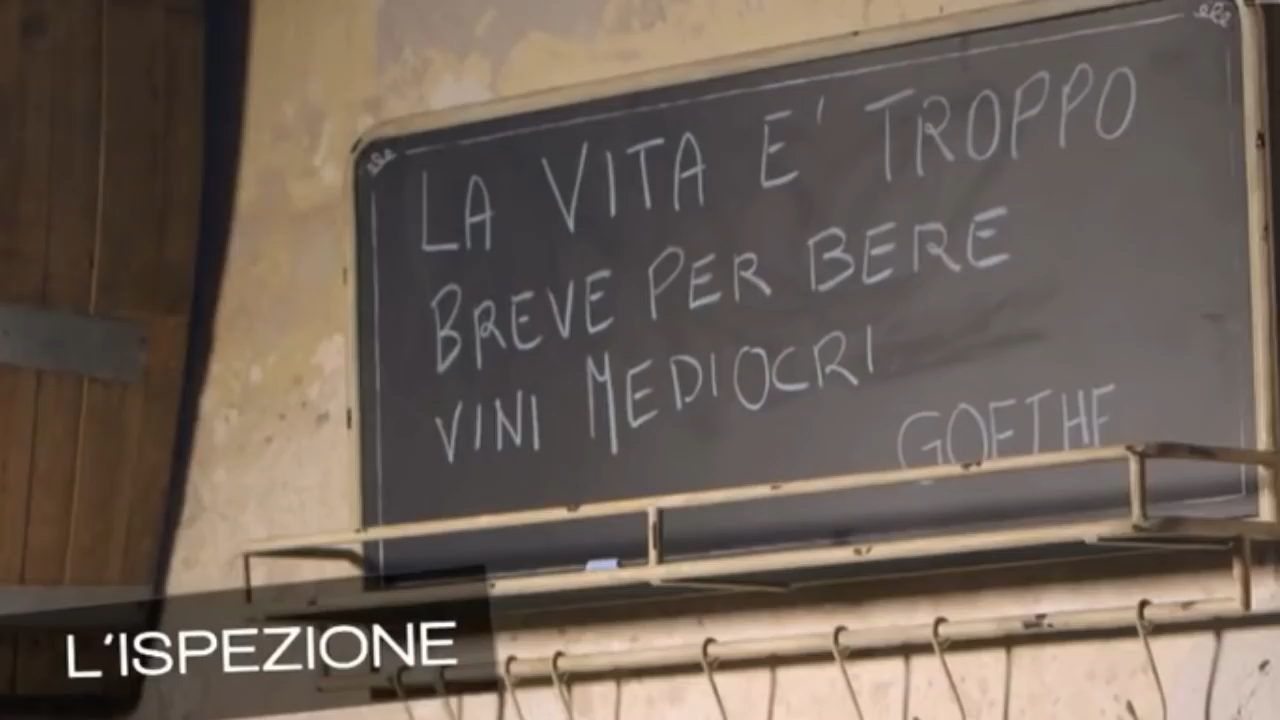 LA VITA E' TROPPO
BREVE PER BERE
VINI MEDIOCRI
GOETHE
L'ISPEZIONE